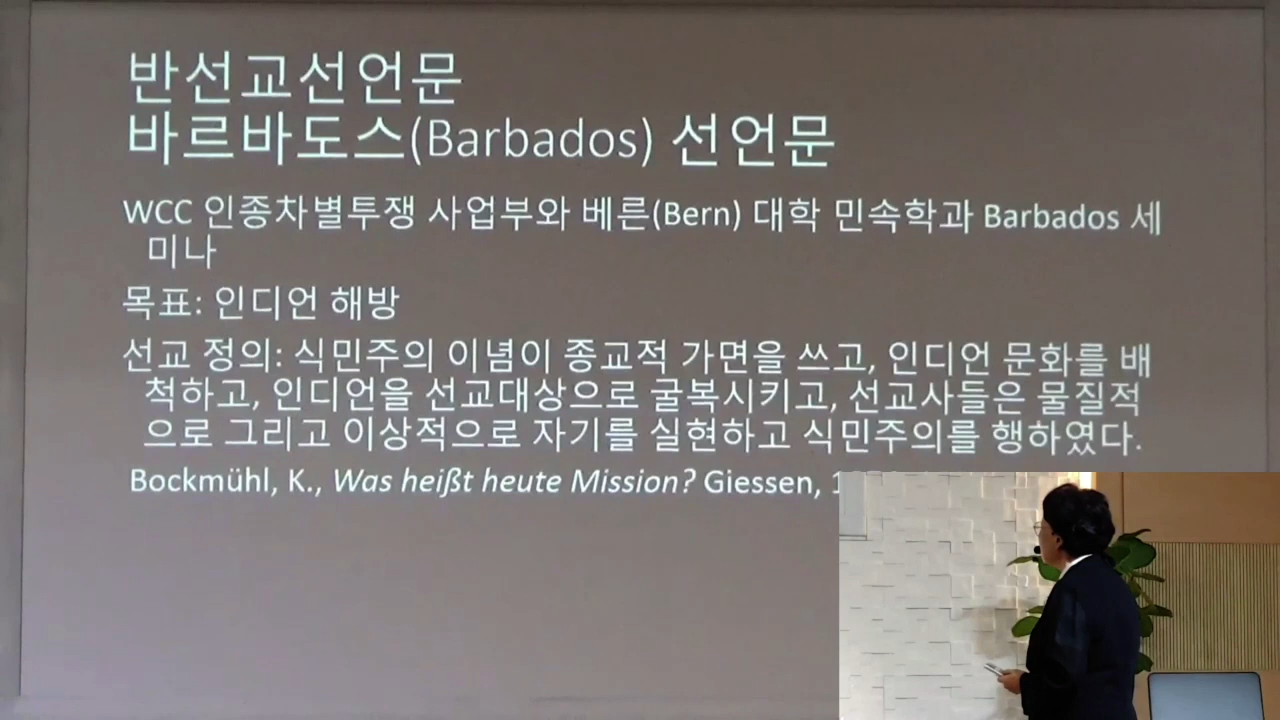 반선교선언문
바르바도스(Barbados) 선언문
WCC 인종차별투쟁 사업부와 베른(Bern) 대학 민속학과 Barbados 세
미나
목표: 인디언 해방
선교 정의: 식민주의 이념이 종교적 가면을 쓰고, 인디언 문화를 배
척하고, 인디언을 선교대상으로 굴복시키고, 선교사들은 물질적
으로 그리고 이상적으로 자기를 실현하고 식민주의를 행하였다.
Bockmühl, K., Was heißt heute Mission? Giessen,